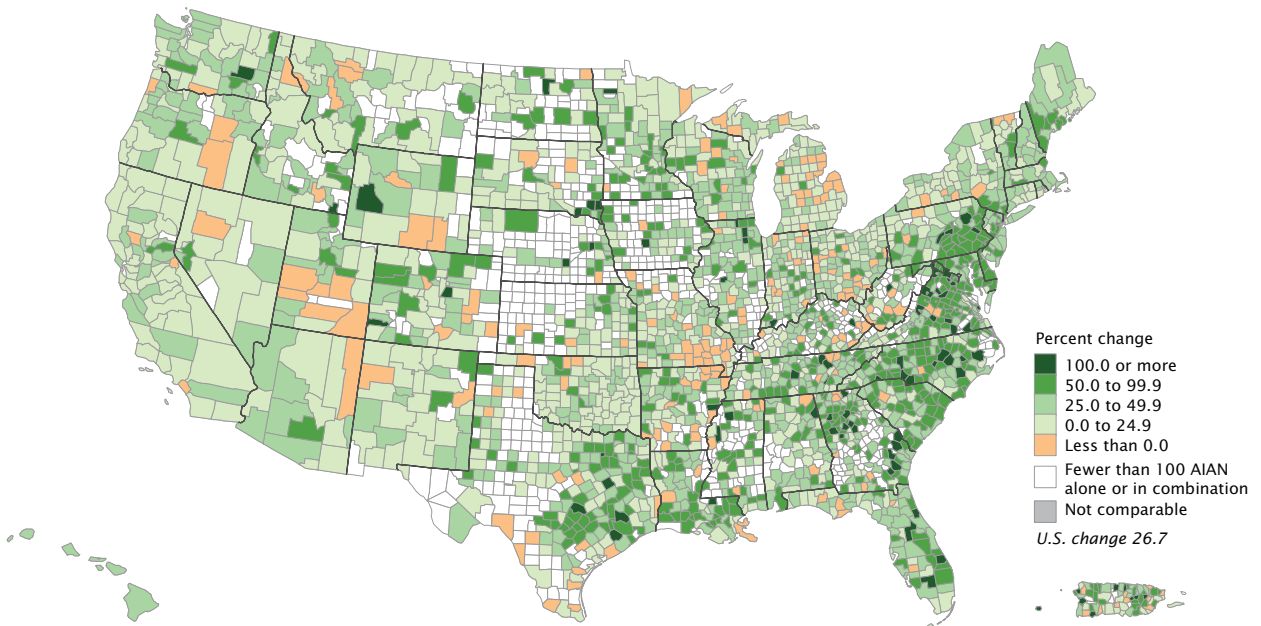 Percent change
100.0 or more
50.0 to 99.9
25.0 to 49.9
0.0 to 24.9
Less than 0.0
Fewer than 100 AIAN
alone or in combination
Not comparable
U.S. change 26.7